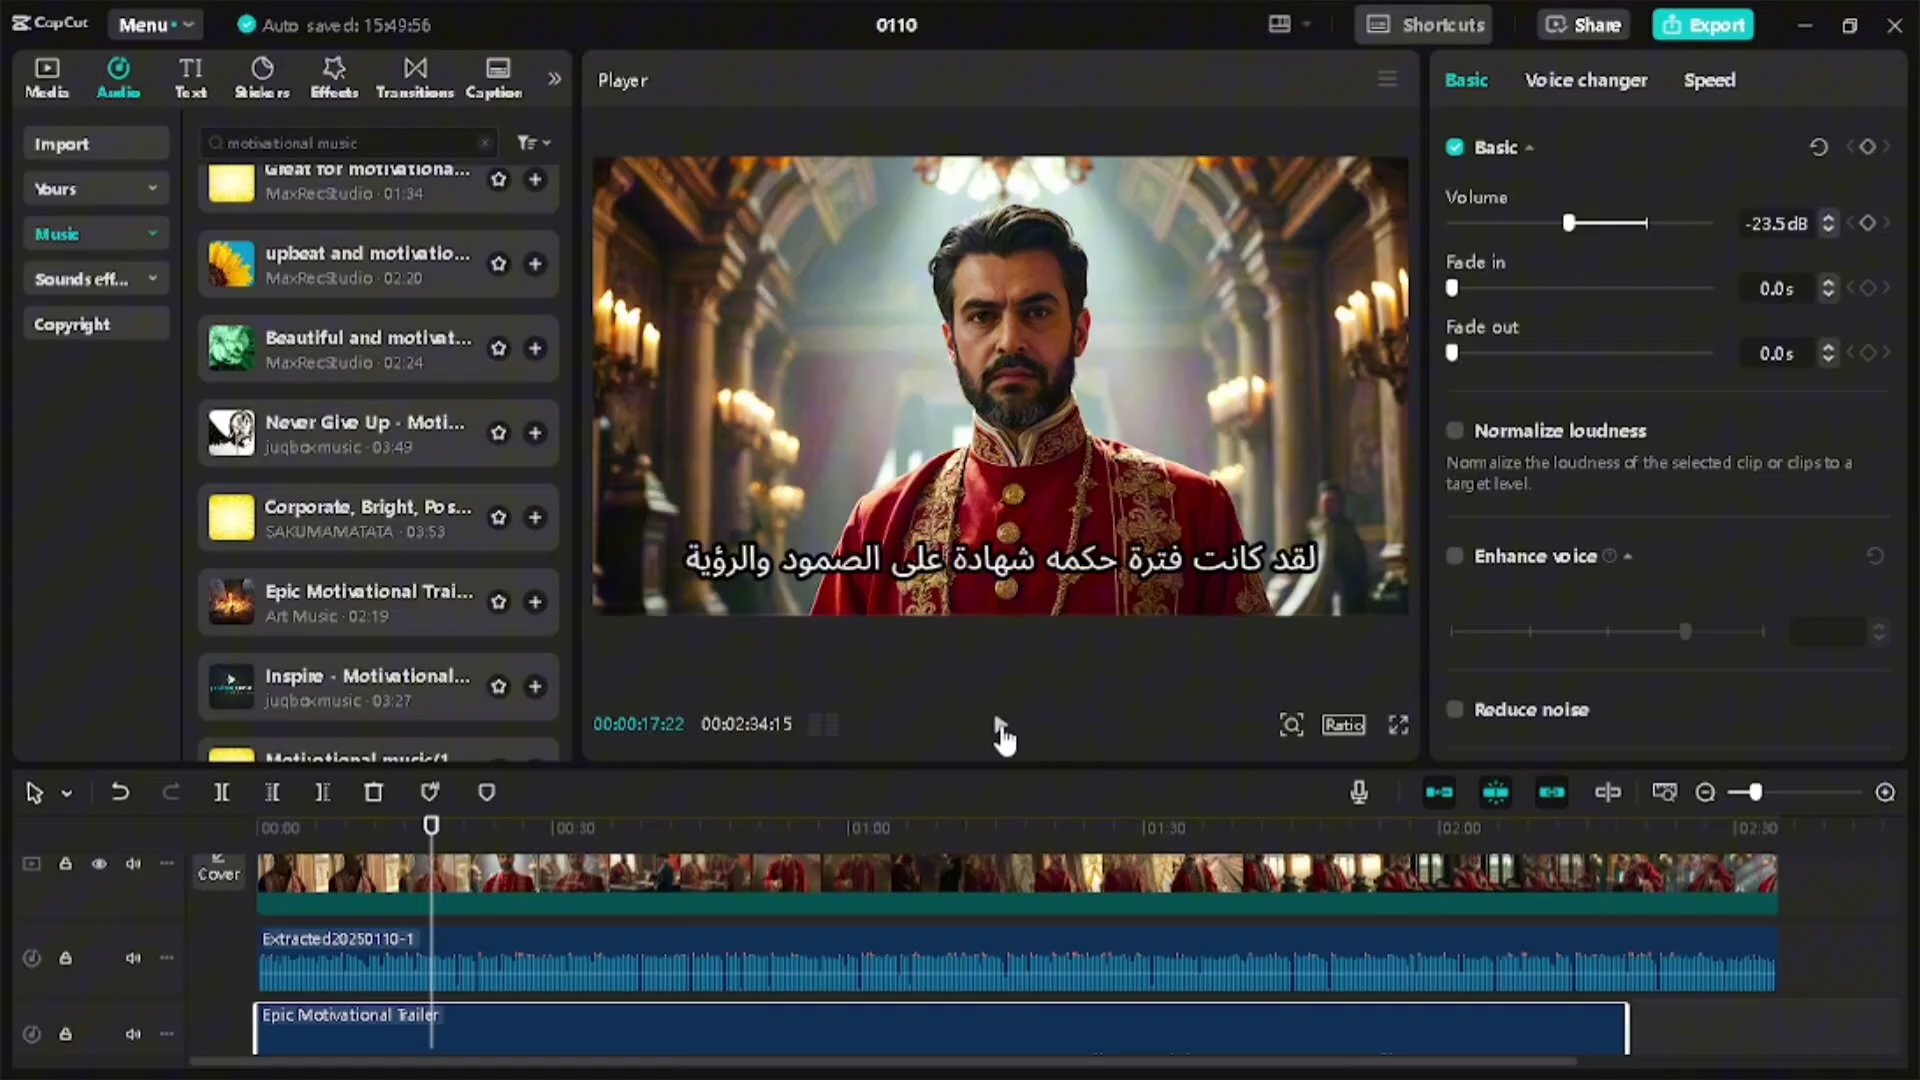 CapCut
Menu
Auto saved: 15:49:56
0110
Shortcuts
Share
Export
Media
Audio
Text
Stickers
Effects
Transitions
Caption
Import
Yours
Music
Sounds eff...
Copyright
motivational music
Great for motivationa...
MaxRecStudio · 01:34
upbeat and motivatio...
MaxRecStudio · 02:20
Beautiful and motivat...
MaxRecStudio · 02:24
Never Give Up - Moti...
juqboxmusic · 03:49
Corporate, Bright, Pos...
SAKUMAMATATA · 03:53
Epic Motivational Trai...
Art Music · 02:19
Inspire - Motivational...
juqboxmusic · 03:27
Motivational music(1
Player
لقد كانت فترة حكمه شهادة على الصمود والرؤية
00:00:17:22
00:02:34:15
Ratio
Basic
Voice changer
Speed
Basic
Volume
-23.5dB
Fade in
0.0s
Fade out
0.0s
Normalize loudness
Normalize the loudness of the selected clip or clips to a
target level.
Enhance voice
Reduce noise
00:00
00:30
01:00
01:30
02:00
02:30
Cover
Extracted20250110-1
Epic Motivational Trailer